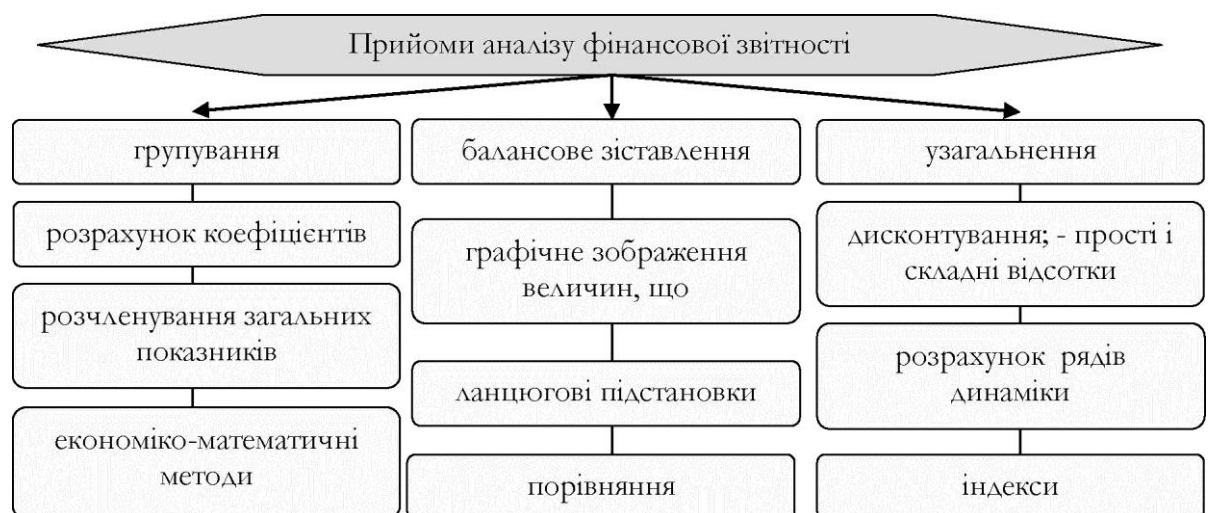 Прийоми аналізу фінансової звітності
групування
розрахунок коефіцієнтів
розчленування загальних
показників
економіко-математичні
методи
балансове зіставлення
графічне зображення
величин, що
ланцюгові підстановки
порівняння
узагальнення
дисконтування; - прості і
складні відсотки
розрахунок рядів
динаміки
індекси